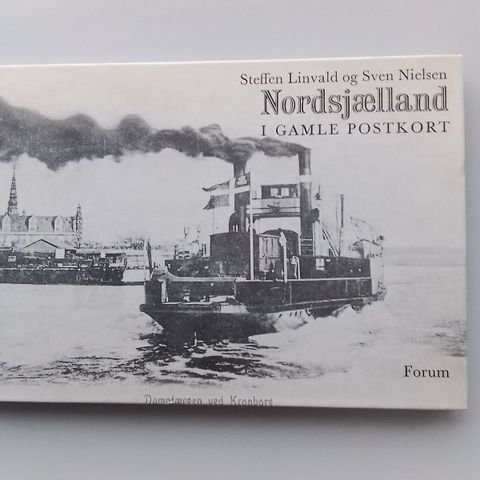 Steffen Linvald og Sven Nielsen
Nordsjælland
I GAMLE POSTKORT
Forum
Dampfærgen ved Kronborg